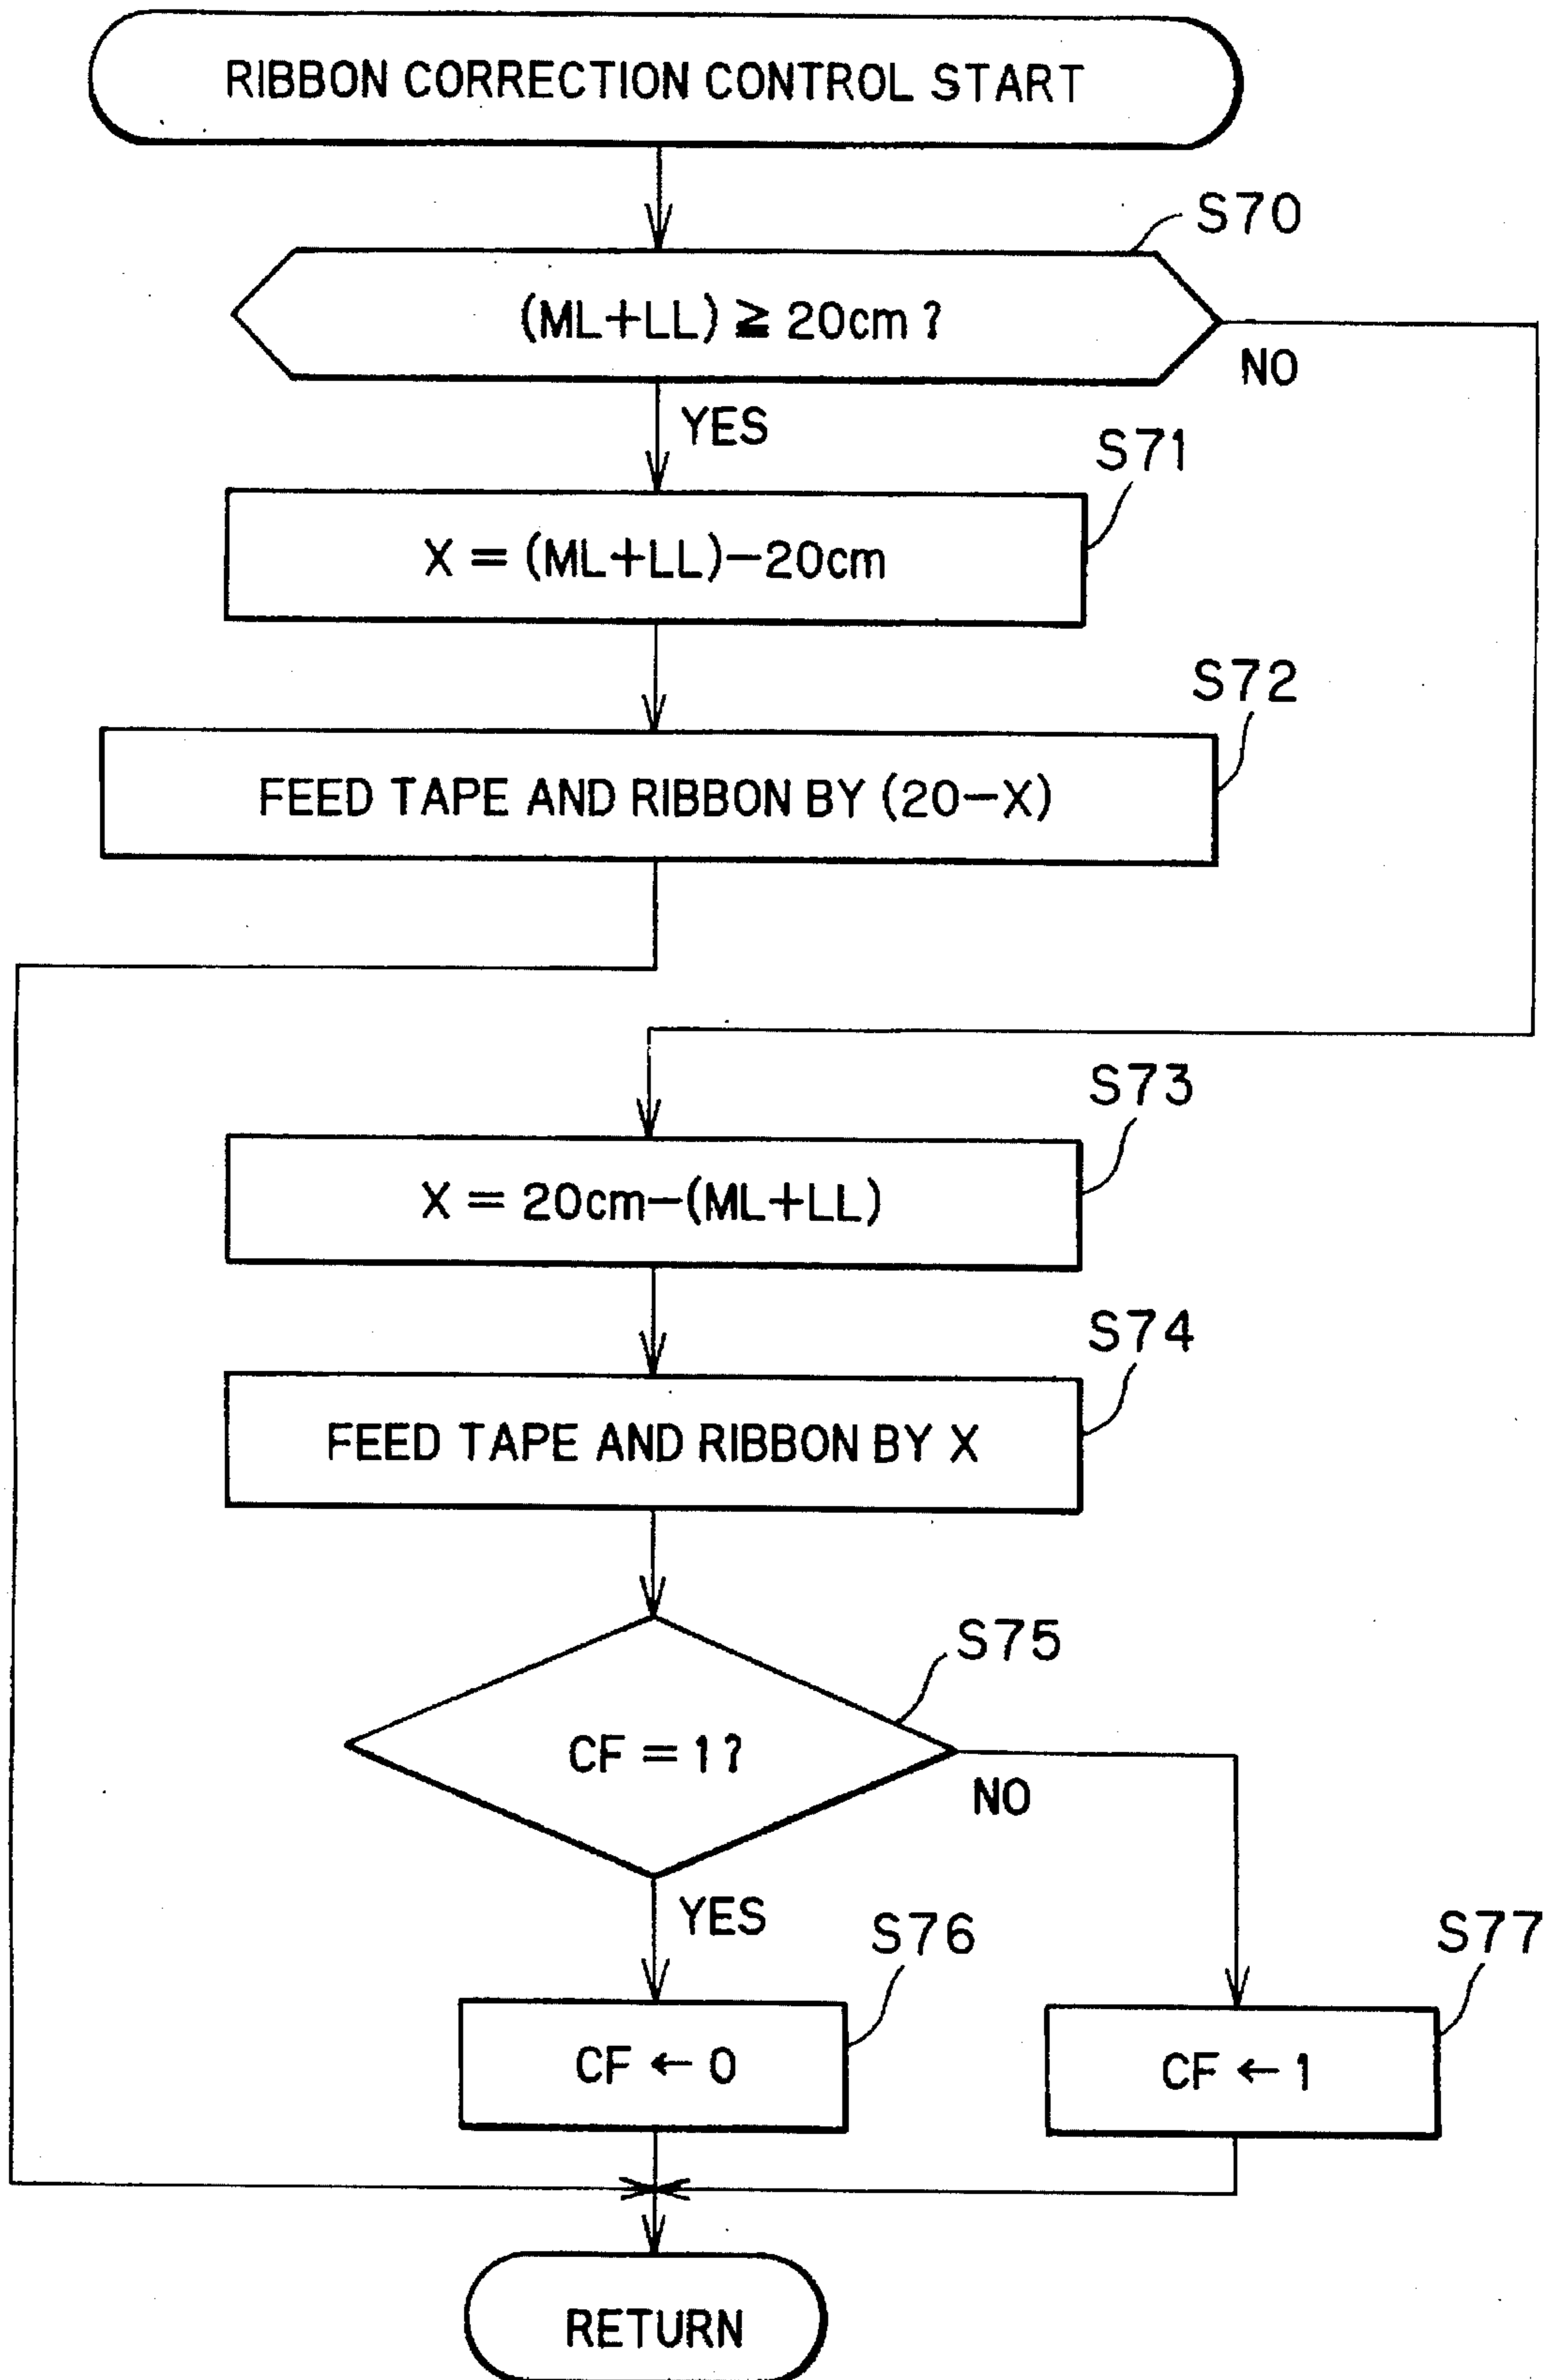 RIBBON CORRECTION CONTROL START
S70
(ML+LL) ≧ 20cm ?
NO
YES
S71
X = (ML+LL)−20cm
S72
FEED TAPE AND RIBBON BY (20−X)
S73
X = 20cm−(ML+LL)
S74
FEED TAPE AND RIBBON BY X
S75
CF = 1 ?
NO
YES
S76
S77
CF ← 0
CF ← 1
RETURN